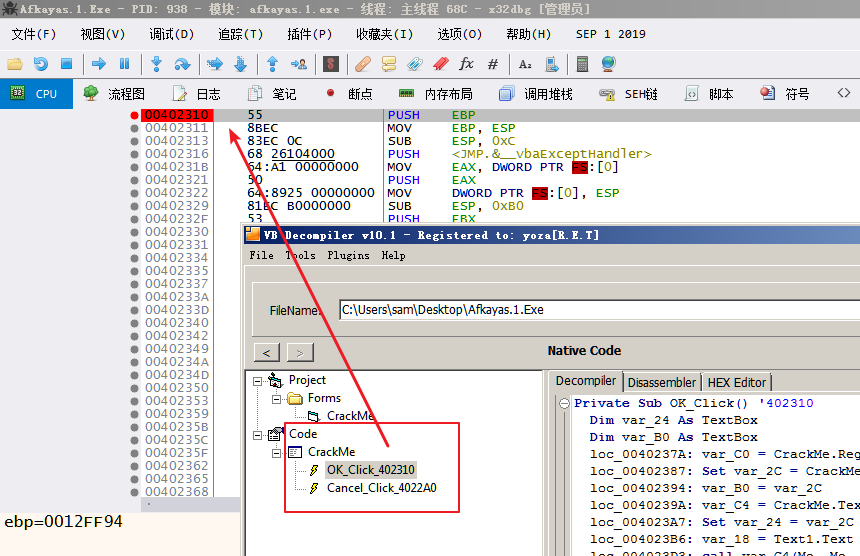 Afkayas.1.Exe - PID: 938 - 模块: afkayas.1.exe - 线程: 主线程 68C - x32dbg [管理员]
文件(F) 视图(V) 调试(D) 追踪(T) 插件(P) 收藏夹(I) 选项(O) 帮助(H) SEP 1 2019
CPU 流程图 日志 笔记 断点 内存布局 调用堆栈 SEH链 脚本 符号 <>
00402310 55 PUSH EBP
00402311 8BEC MOV EBP, ESP
00402313 83EC 0C SUB ESP, 0xC
00402316 68 26104000 PUSH <JMP.&__vbaExceptHandler>
0040231B 64:A1 00000000 MOV EAX, DWORD PTR FS:[0]
00402321 50 PUSH EAX
00402322 64:8925 00000000 MOV DWORD PTR FS:[0], ESP
00402329 81EC B0000000 SUB ESP, 0xB0
0040232F 53 PUSH EBX
00402330
00402331
00402334
00402335
00402337
0040233A
0040233D
00402340
00402342
00402349
0040234A
0040234D
00402350
00402353
00402359
0040235B
0040235C
0040235F
00402362
00402365
00402368
ebp=0012FF94
VB Decompiler v10.1 - Registered to: yoza[R.E.T]
File Tools Plugins Help
FileName: C:\Users\sam\Desktop\Afkayas.1.Exe
< > Native Code
Project
Forms
CrackMe
Code
CrackMe
OK_Click_402310
Cancel_Click_4022A0
Decompiler Disassembler HEX Editor
Private Sub OK_Click() '402310
Dim var_24 As TextBox
Dim var_B0 As TextBox
loc_0040237A: var_C0 = CrackMe.Reg
loc_00402387: Set var_2C = CrackMe
loc_00402394: var_B0 = var_2C
loc_0040239A: var_C4 = CrackMe.Tex
loc_004023A7: Set var_24 = var_2C
loc_004023B6: var_18 = Text1.Text